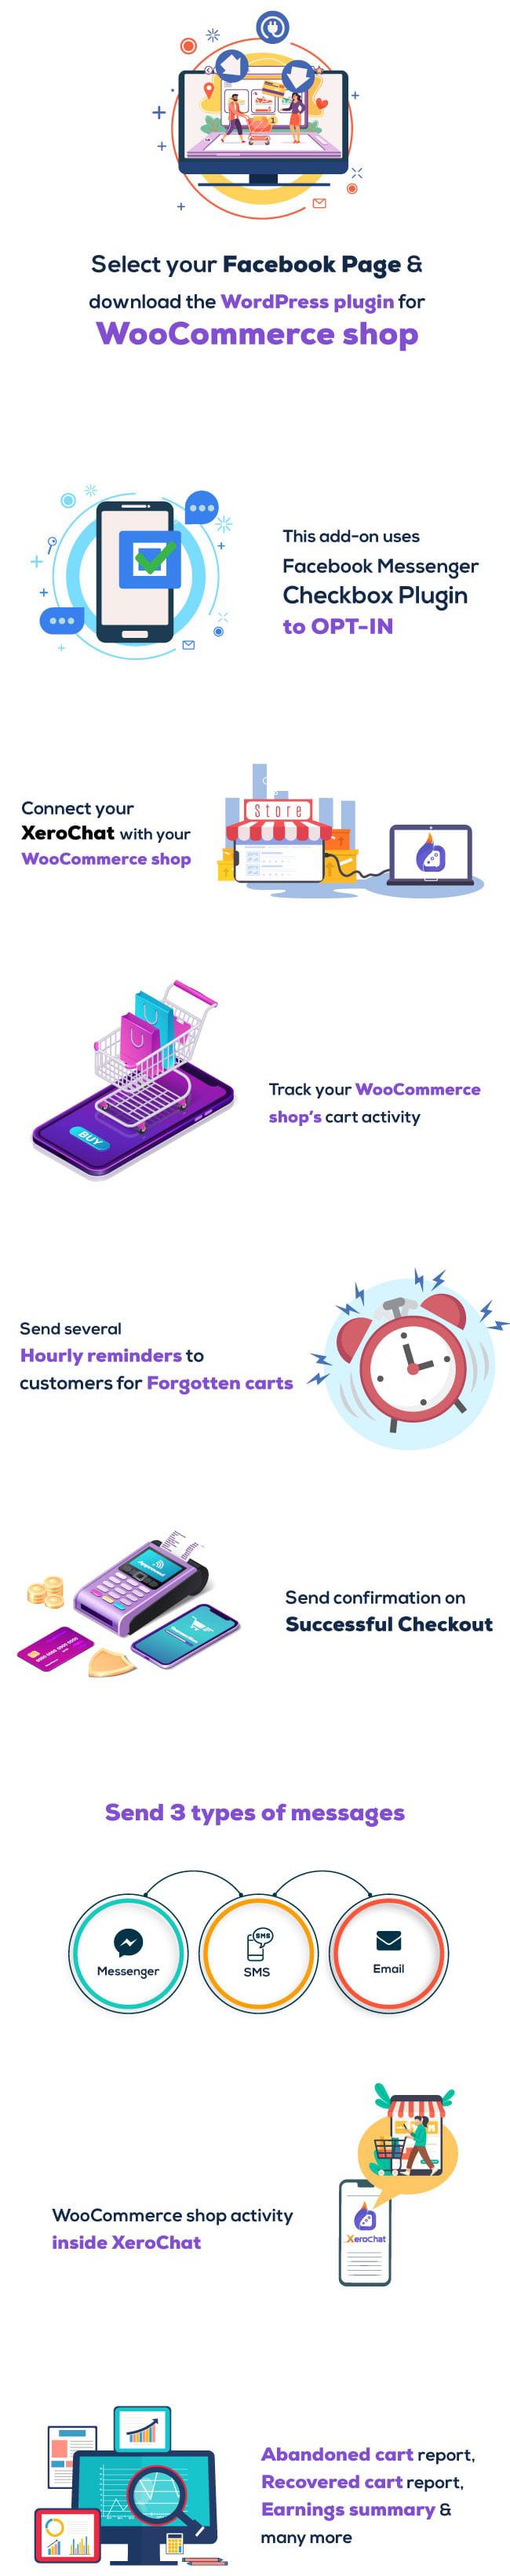 Select your Facebook Page &
download the WordPress plugin for
WooCommerce shop
This add-on uses
Facebook Messenger
Checkbox Plugin
to OPT-IN
Connect your
XeroChat with your
WooCommerce shop
Store
BUY
Track your WooCommerce
shop's cart activity
Send several
Hourly reminders to
customers for Forgotten carts
Approved
Send confirmation on
Successful Checkout
Send 3 types of messages
Messenger
SMS
SMS
Email
WooCommerce shop activity
inside XeroChat
XeroChat
Abandoned cart report,
Recovered cart report,
Earnings summary &
many more